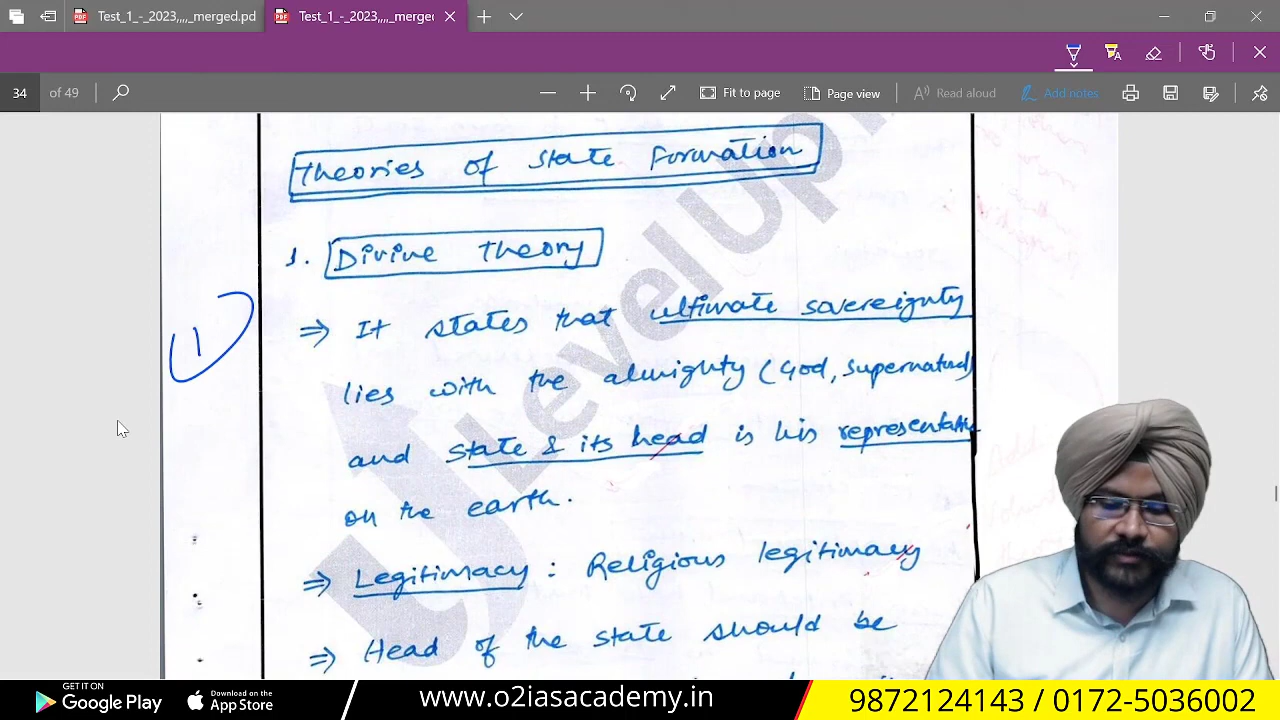 Test_1_-_2023,,,,_merged.pd
Test_1_-_2023,,,,_merged
34 of 49
Fit to page
Page view
Read aloud
Add notes
Theories of State Formation
1. Divine Theory
⇒ It states that ultimate sovereignty
lies with the almighty (God, Supernatural)
and state & its head is his representative
on the earth.
⇒ Legitimacy : Religious legitimacy
⇒ Head of the state should be
Level Up
1
GET IT ON
Google Play
Download on the
App Store
www.o2iasacademy.in
9872124143 / 0172-5036002